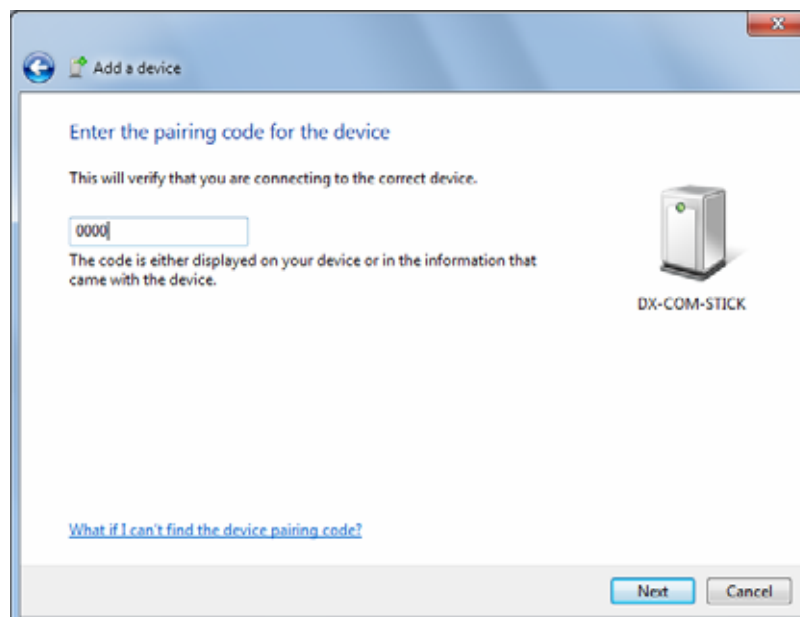 Add a device
Enter the pairing code for the device
This will verify that you are connecting to the correct device.
0000
The code is either displayed on your device or in the information that
came with the device.
DX-COM-STICK
What if I can't find the device pairing code?
Next Cancel